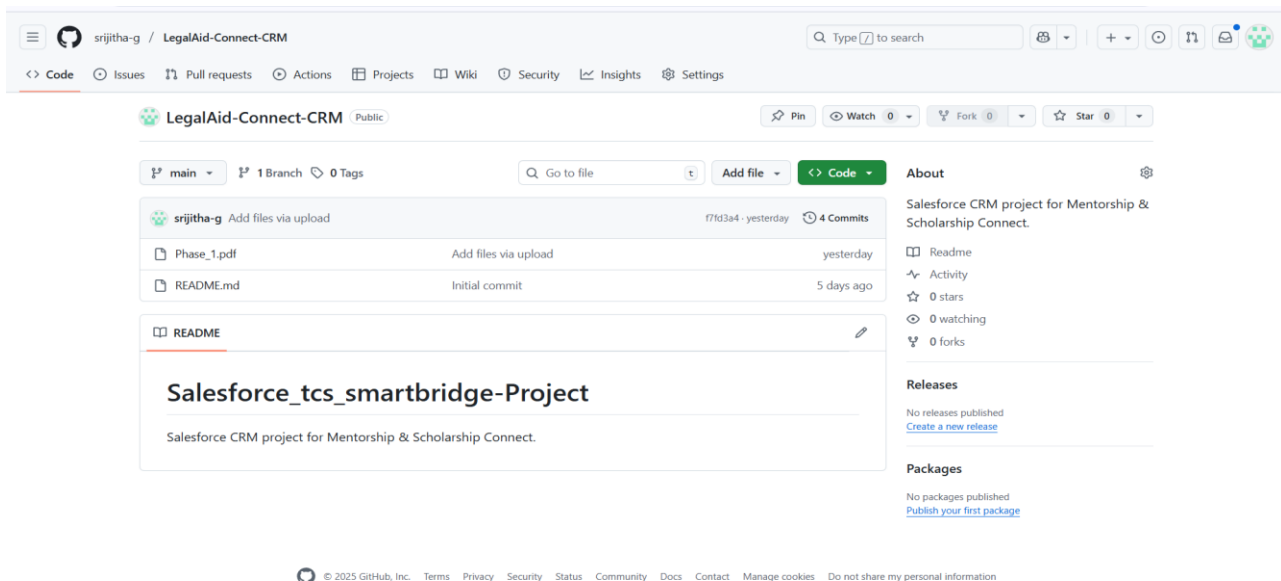 srijitha-g / LegalAid-Connect-CRM
Type / to search
<> Code Issues Pull requests Actions Projects Wiki Security Insights Settings
LegalAid-Connect-CRM Public
Pin Watch 0 Fork 0 Star 0
main 1 Branch 0 Tags
Go to file t Add file <> Code
srijitha-g Add files via upload f7fd3a4 · yesterday 4 Commits
Phase_1.pdf Add files via upload yesterday
README.md Initial commit 5 days ago
README
Salesforce_tcs_smartbridge-Project
Salesforce CRM project for Mentorship & Scholarship Connect.
About
Salesforce CRM project for Mentorship &
Scholarship Connect.
Readme
Activity
0 stars
0 watching
0 forks
Releases
No releases published
Create a new release
Packages
No packages published
Publish your first package
© 2025 GitHub, Inc. Terms Privacy Security Status Community Docs Contact Manage cookies Do not share my personal information